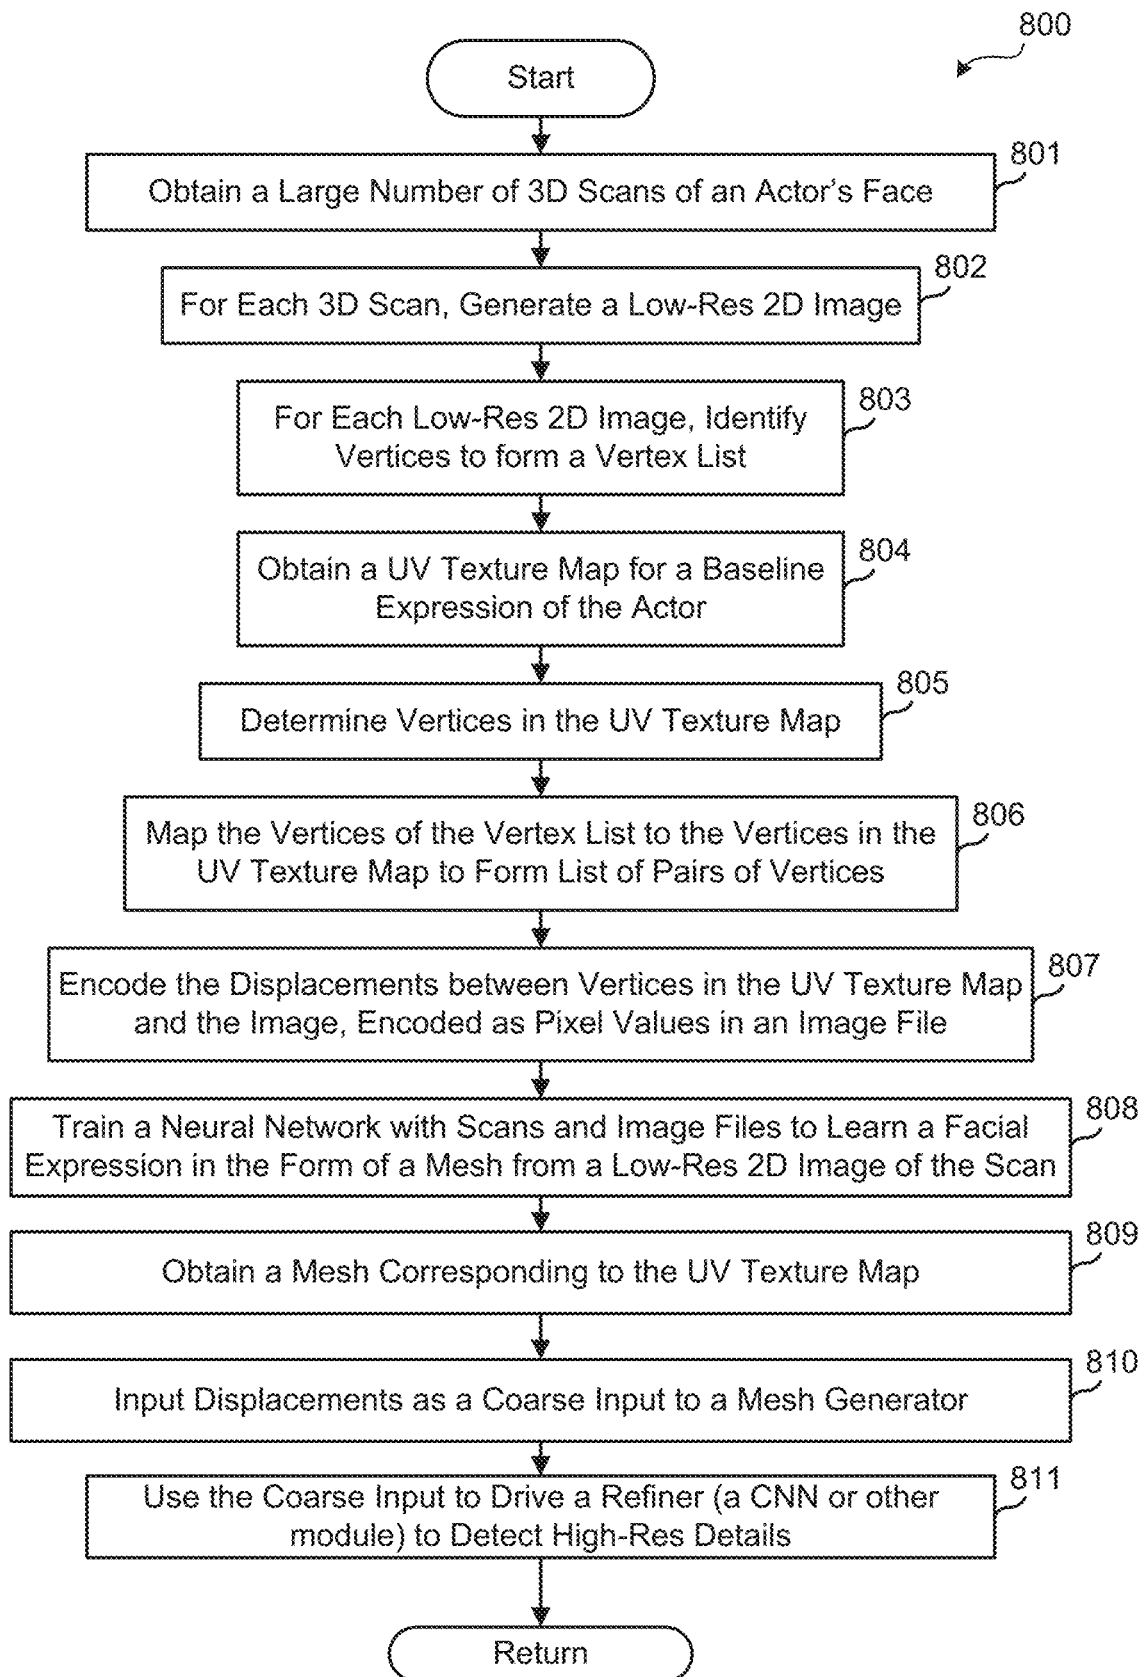 800
Start
801
Obtain a Large Number of 3D Scans of an Actor's Face
802
For Each 3D Scan, Generate a Low-Res 2D Image
803
For Each Low-Res 2D Image, Identify
Vertices to form a Vertex List
804
Obtain a UV Texture Map for a Baseline
Expression of the Actor
805
Determine Vertices in the UV Texture Map
806
Map the Vertices of the Vertex List to the Vertices in the
UV Texture Map to Form List of Pairs of Vertices
807
Encode the Displacements between Vertices in the UV Texture Map
and the Image, Encoded as Pixel Values in an Image File
808
Train a Neural Network with Scans and Image Files to Learn a Facial
Expression in the Form of a Mesh from a Low-Res 2D Image of the Scan
809
Obtain a Mesh Corresponding to the UV Texture Map
810
Input Displacements as a Coarse Input to a Mesh Generator
811
Use the Coarse Input to Drive a Refiner (a CNN or other
module) to Detect High-Res Details
Return